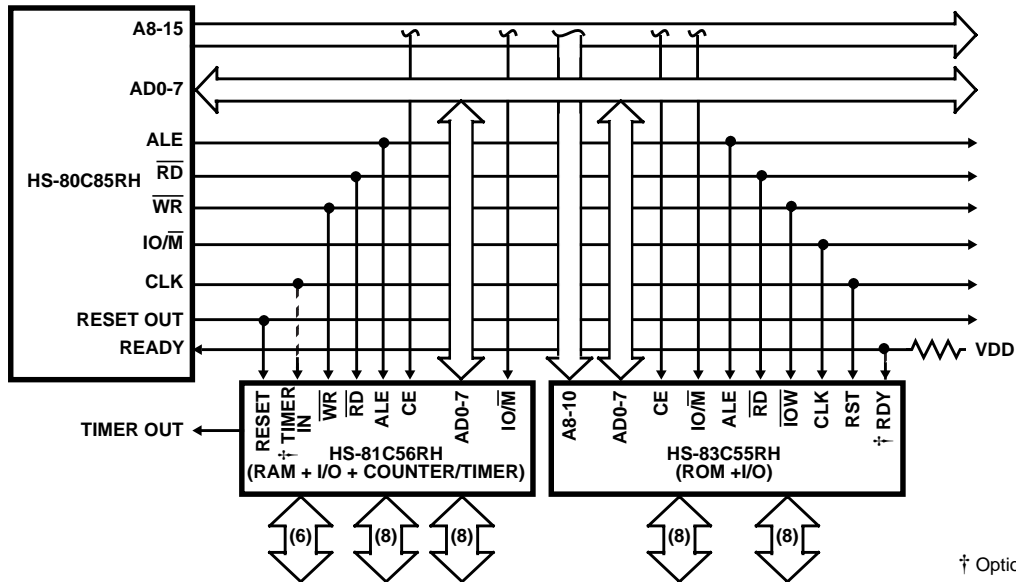 A8-15
AD0-7
ALE
HS-80C85RH
RD
WR
IO/M
CLK
RESET OUT
READY
VDD
TIMER OUT
RESET
† TIMER IN
WR
RD
ALE
CE
AD0-7
IO/M
HS-81C56RH
(RAM + I/O + COUNTER/TIMER)
A8-10
AD0-7
CE
IO/M
ALE
RD
IOW
CLK
RST
† RDY
HS-83C55RH
(ROM +I/O)
(6)
(8)
(8)
(8)
(8)